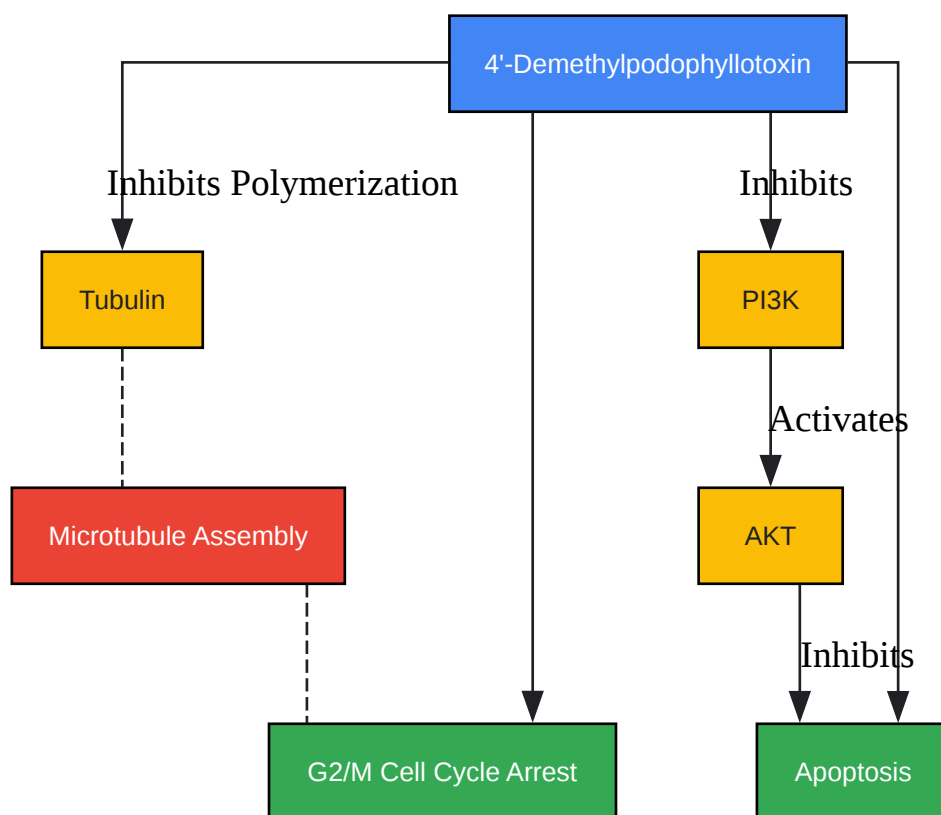 4'-Demethylpodophyllotoxin
Inhibits Polymerization
Inhibits
Tubulin
PI3K
Activates
Microtubule Assembly
AKT
Inhibits
G2/M Cell Cycle Arrest
Apoptosis